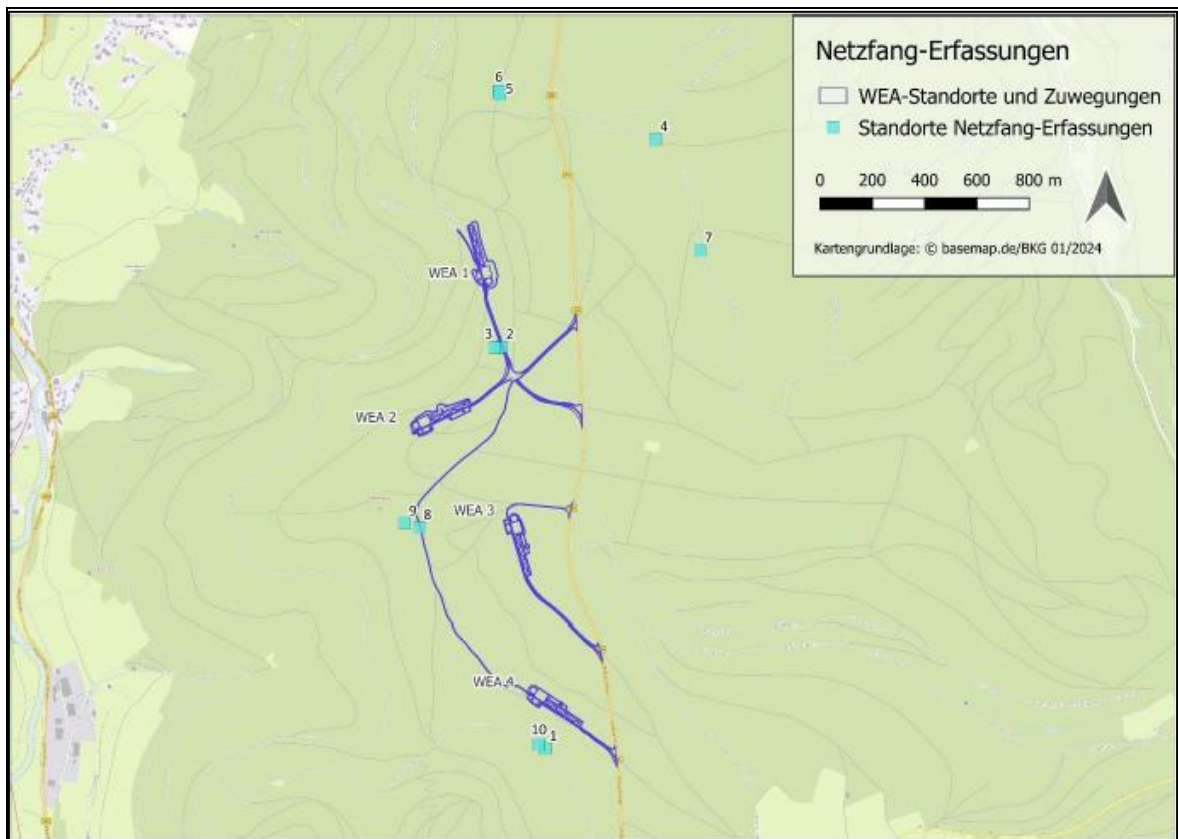 Netzfang-Erfassungen
WEA-Standorte und Zuwegungen
Standorte Netzfang-Erfassungen
0 200 400 600 800 m
Kartengrundlage: © basemap.de/BKG 01/2024
6
5
4
7
WEA 1
3 2
WEA 2
9
8
WEA 3
WEA 4
10
1